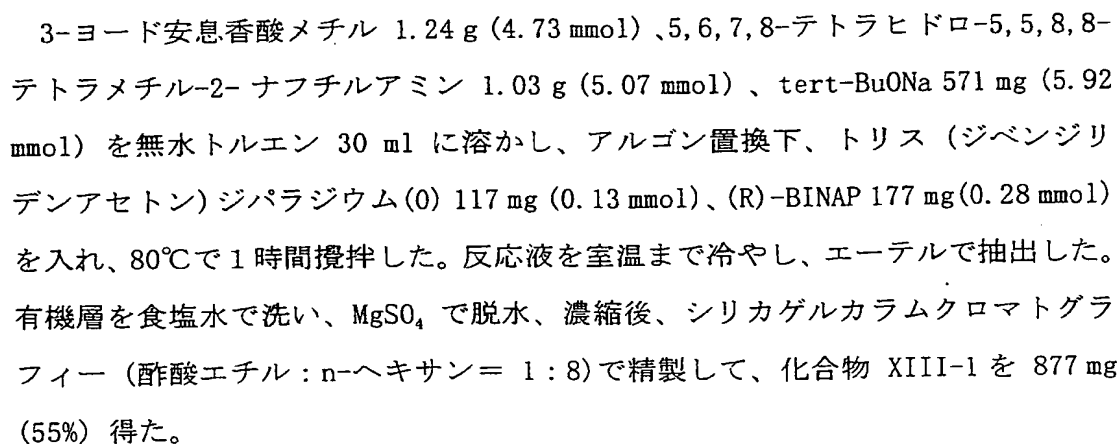 3-ヨード安息香酸メチル 1.24 g (4.73 mmol) 、5,6,7,8-テトラヒドロ-5,5,8,8-
テトラメチル-2- ナフチルアミン 1.03 g (5.07 mmol) 、tert-BuONa 571 mg (5.92
mmol) を無水トルエン 30 ml に溶かし、アルゴン置換下、トリス (ジベンジリ
デンアセトン) ジパラジウム(0) 117 mg (0.13 mmol)、(R)-BINAP 177 mg(0.28 mmol)
を入れ、80℃で1時間攪拌した。反応液を室温まで冷やし、エーテルで抽出した。
有機層を食塩水で洗い、MgSO₄ で脱水、濃縮後、シリカゲルカラムクロマトグラ
フィー (酢酸エチル:n-ヘキサン= 1:8)で精製して、化合物 XIII-1 を 877 mg
(55%) 得た。